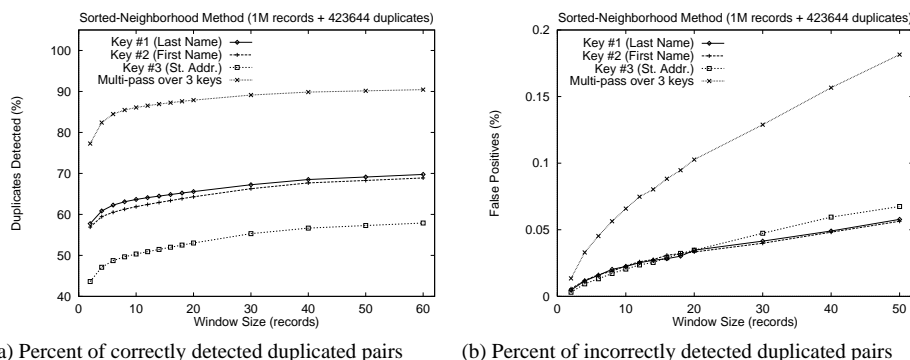 Sorted-Neighborhood Method (1M records + 423644 duplicates)
Key #1 (Last Name)
Key #2 (First Name)
Key #3 (St. Addr.)
Multi-pass over 3 keys
Duplicates Detected (%)
100
90
80
70
60
50
40
0 10 20 30 40 50 60
Window Size (records)
a) Percent of correctly detected duplicated pairs
Sorted-Neighborhood Method (1M records + 423644 duplicates)
Key #1 (Last Name)
Key #2 (First Name)
Key #3 (St. Addr.)
Multi-pass over 3 keys
False Positives (%)
0.2
0.15
0.1
0.05
0
0 10 20 30 40 50
Window Size (records)
(b) Percent of incorrectly detected duplicated pairs